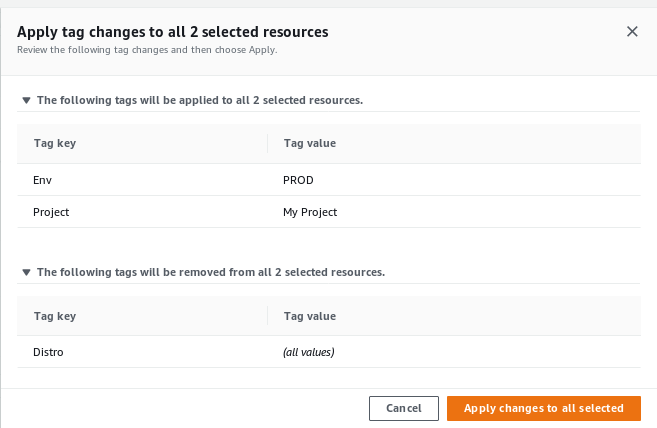 Apply tag changes to all 2 selected resources
Review the following tag changes and then choose Apply.
The following tags will be applied to all 2 selected resources.
Tag key Tag value
Env PROD
Project My Project
The following tags will be removed from all 2 selected resources.
Tag key Tag value
Distro (all values)
Cancel Apply changes to all selected